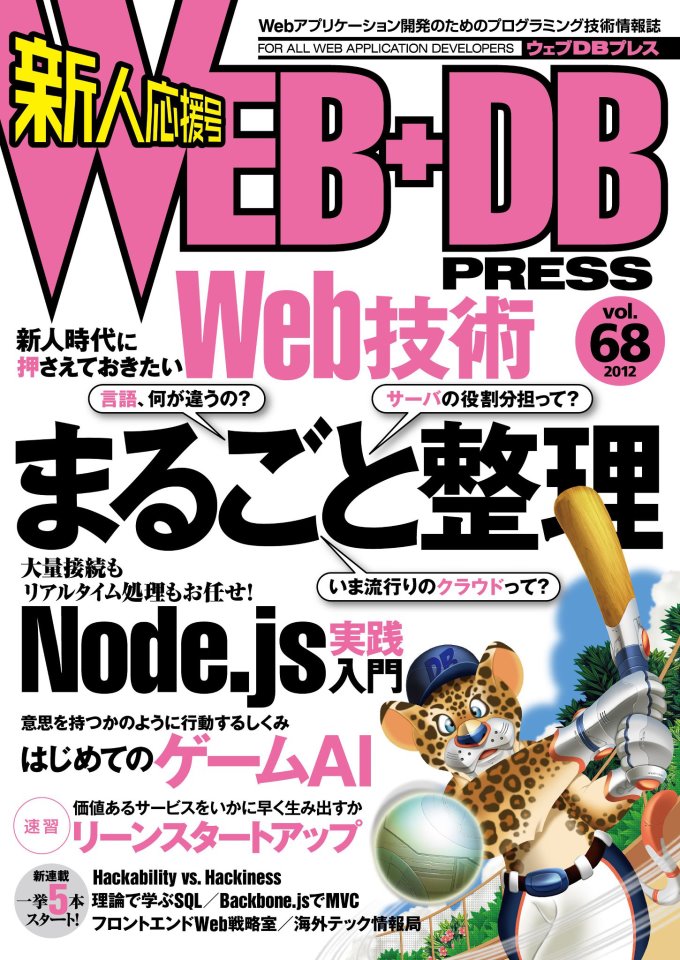 Webアプリケーション開発のためのプログラミング技術情報誌
FOR ALL WEB APPLICATION DEVELOPERS
ウェブDBプレス
新人応援号
WEB+DB
PRESS
vol.
68
2012
新人時代に
押さえておきたい
Web技術
言語、何が違うの?
サーバの役割分担って?
まるごと整理
いま流行りのクラウドって?
大量接続も
リアルタイム処理もお任せ!
Node.js
実践
入門
DB
意思を持つかのように行動するしくみ
はじめてのゲームAI
速習
価値あるサービスをいかに早く生み出すか
リーンスタートアップ
新連載
一挙5本
スタート!
Hackability vs. Hackiness
理論で学ぶSQL/Backbone.jsでMVC
フロントエンドWeb戦略室/海外テック情報局